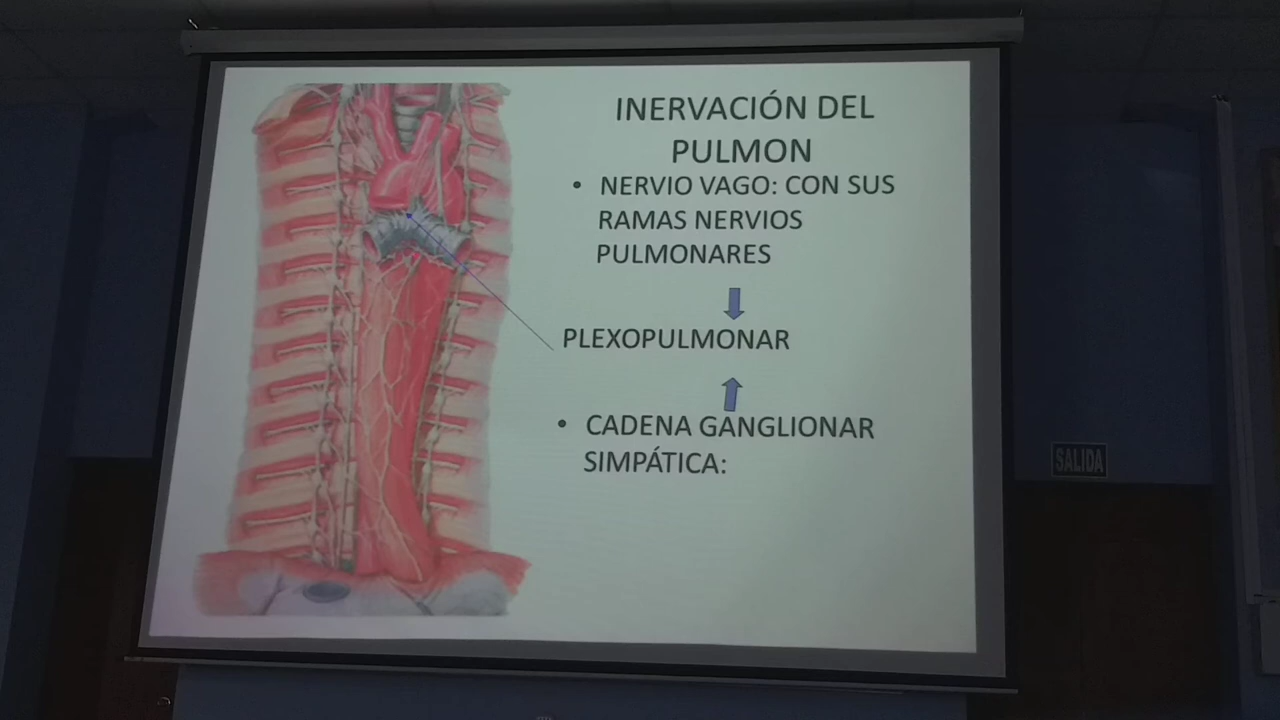 INERVACIÓN DEL
PULMON
• NERVIO VAGO: CON SUS
RAMAS NERVIOS
PULMONARES
PLEXOPULMONAR
• CADENA GANGLIONAR
SIMPÁTICA:
SALIDA